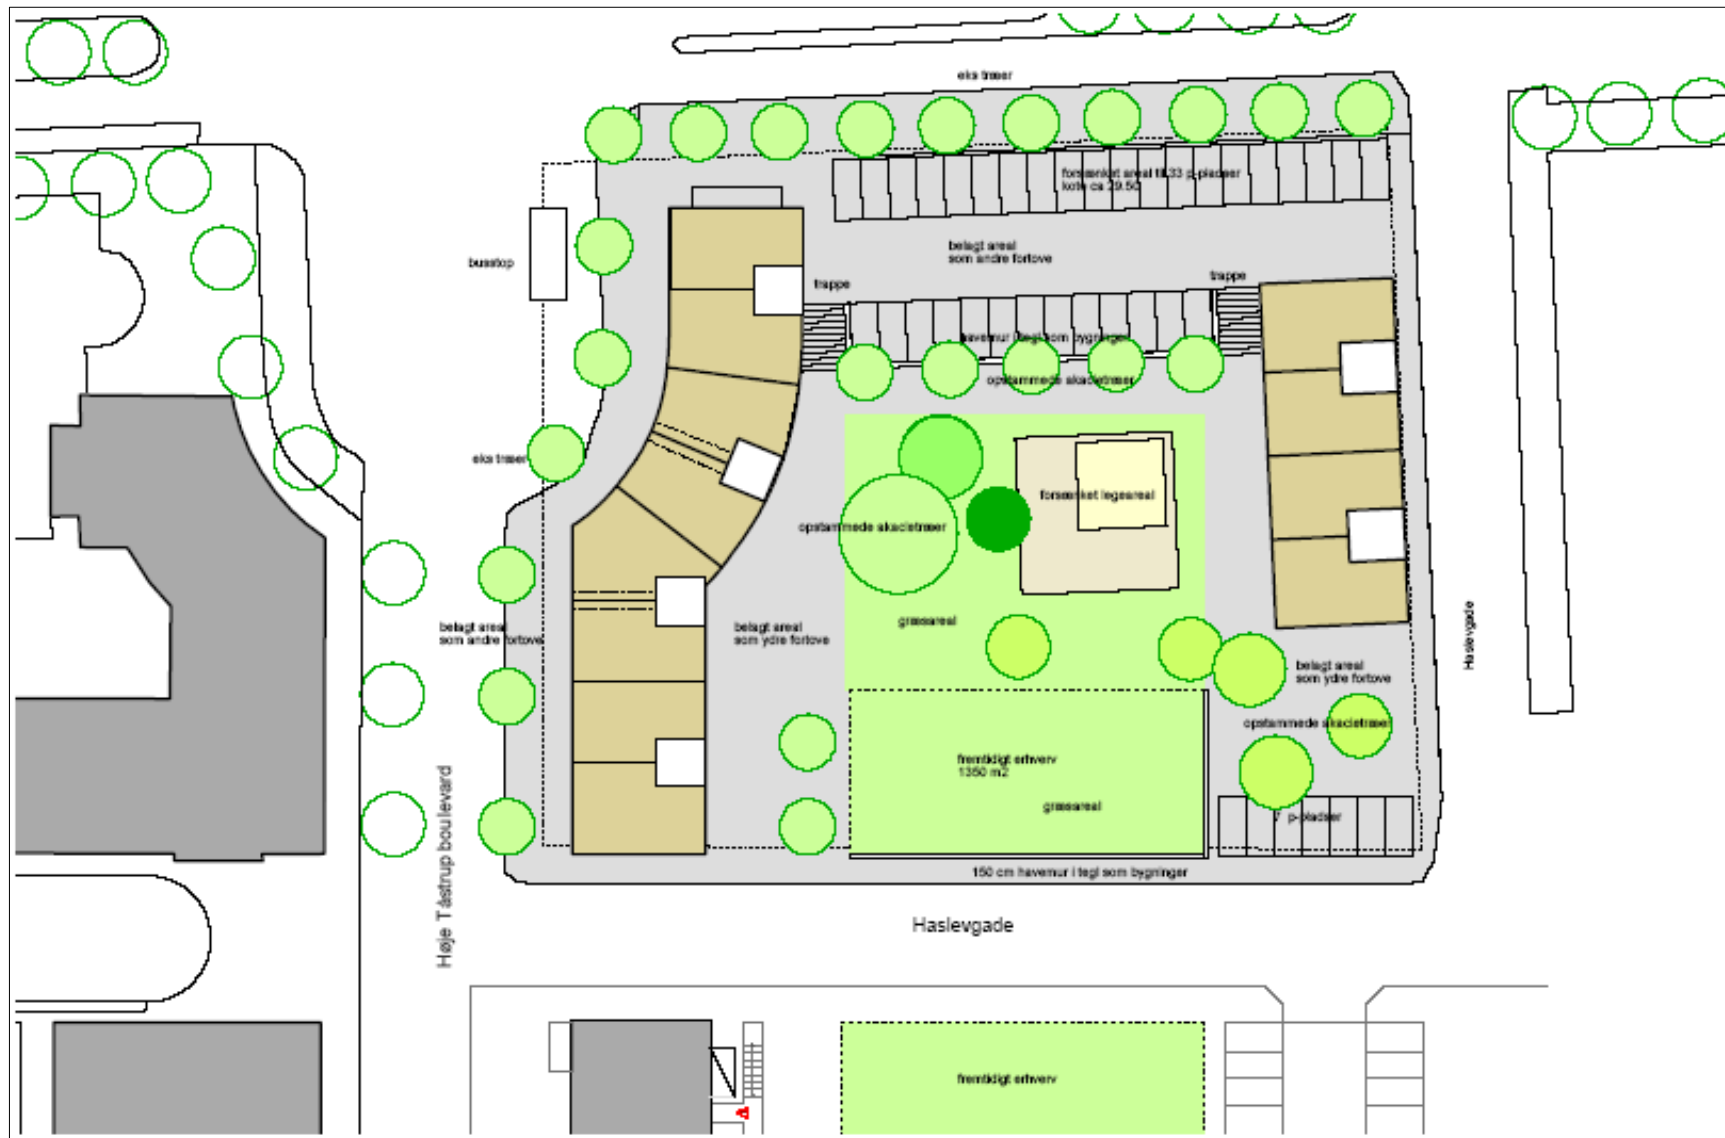 eks træer
forsænket areal til 33 p-pladser
kote ca 29.50
belagt areal
som andre fortove
busstop
trappe
trappe
havemur i tegl som bygninger
opstammede akacietræer
eks træer
forsænket legeareal
opstammede akacietræer
græsareal
belagt areal
som andre fortove
belagt areal
som ydre fortove
Haslevgade
belagt areal
som ydre fortove
opstammede akacietræer
fremtidigt erhverv
1350 m2
græsareal
7 p-pladser
Høje Tåstrup boulevard
150 cm havemur i tegl som bygninger
Haslevgade
fremtidigt erhverv